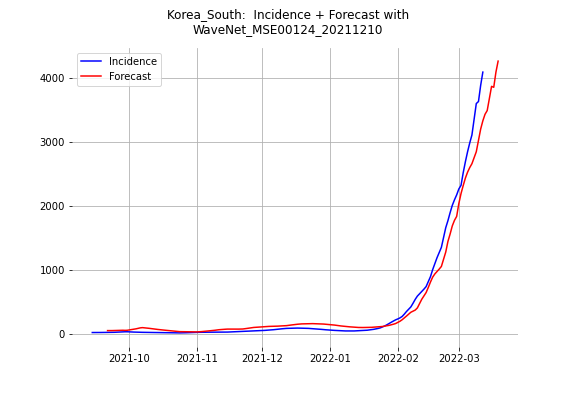 Korea_South:  Incidence + Forecast with
WaveNet_MSE00124_20211210
Incidence
Forecast
4000
3000
2000
1000
0
2021-10
2021-11
2021-12
2022-01
2022-02
2022-03